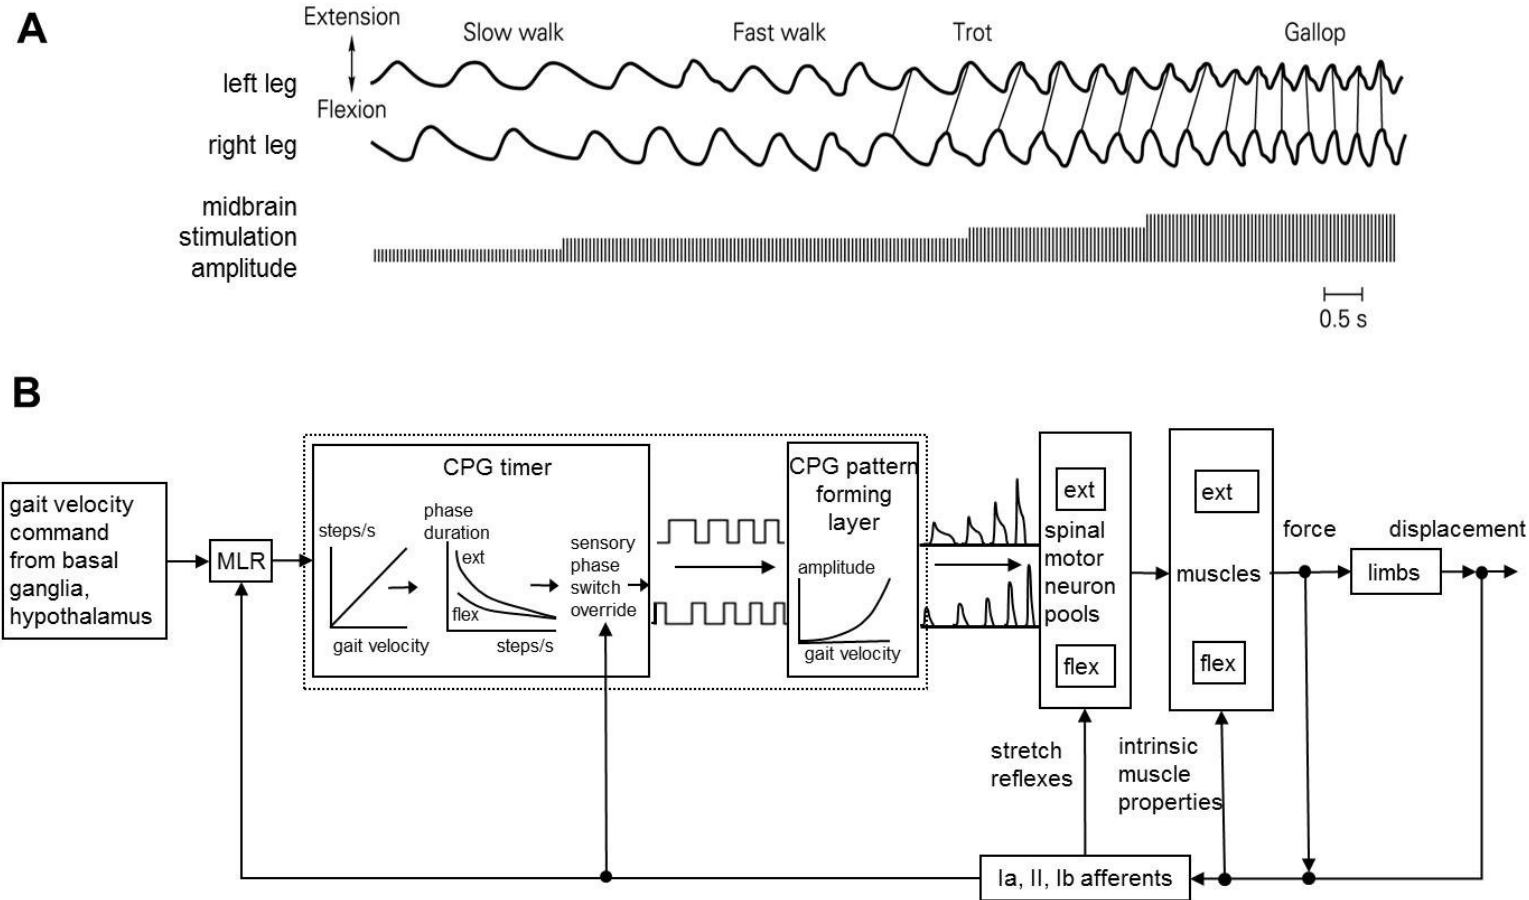 A
Extension
Flexion
Slow walk
Fast walk
Trot
Gallop
left leg
right leg
midbrain
stimulation
amplitude
0.5 s
B
gait velocity
command
from basal
ganglia,
hypothalamus
MLR
CPG timer
steps/s
gait velocity
phase
duration
ext
flex
steps/s
sensory
phase
switch
override
CPG pattern
forming
layer
amplitude
gait velocity
ext
spinal
motor
neuron
pools
flex
ext
muscles
flex
force
limbs
displacement
stretch
reflexes
intrinsic
muscle
properties
Ia, II, Ib afferents